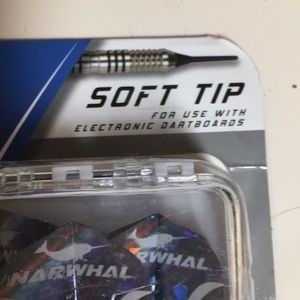 SOFT TIP
FOR USE WITH
ELECTRONIC DARTBOARDS
NARWHAL
NARWHAL